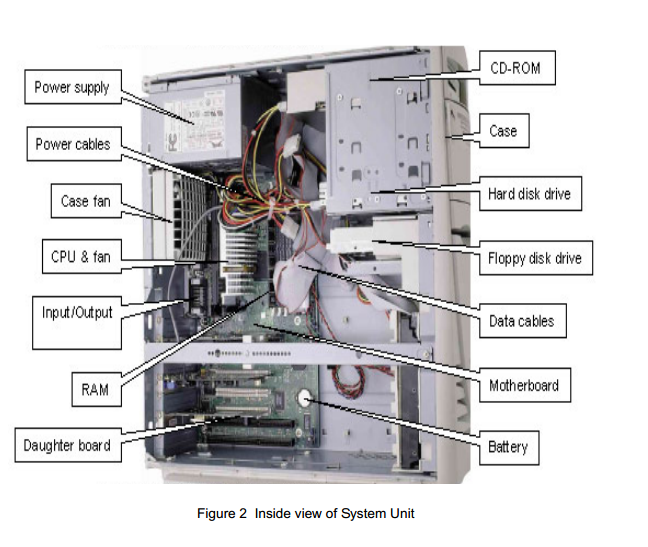 Power supply
Power cables
Case fan
CPU & fan
Input/Output
RAM
Daughter board
CD-ROM
Case
Hard disk drive
Floppy disk drive
Data cables
Motherboard
Battery
Figure 2 Inside view of System Unit